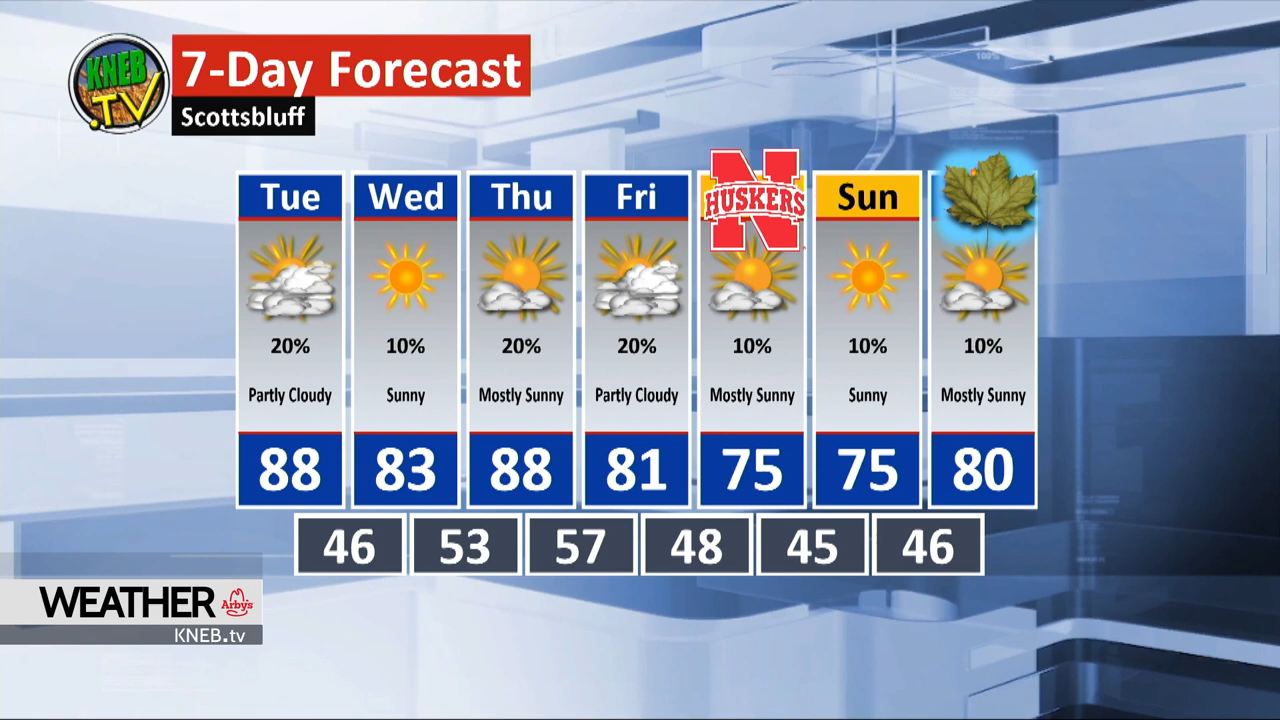 KNEB
.TV
7-Day Forecast
Scottsbluff
Tue Wed Thu Fri N HUSKERS Sun
20% 10% 20% 20% 10% 10% 10%
Partly Cloudy Sunny Mostly Sunny Partly Cloudy Mostly Sunny Sunny Mostly Sunny
88 83 88 81 75 75 80
46 53 57 48 45 46
WEATHER Arby's
KNEB.tv
100%